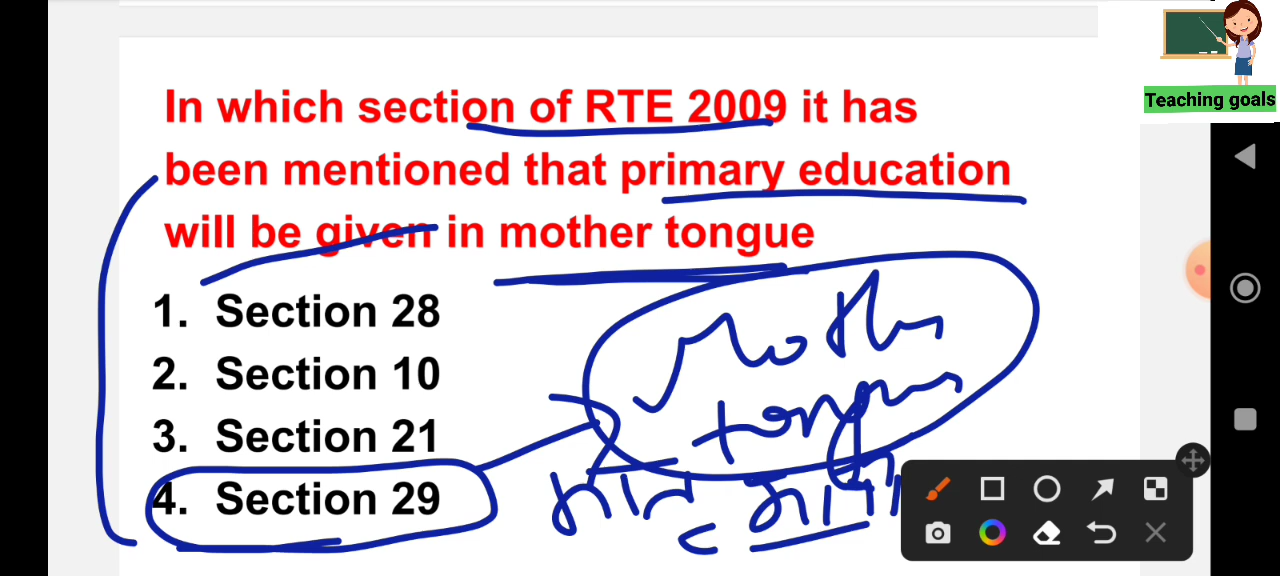 Teaching goals
In which section of RTE 2009 it has
been mentioned that primary education
will be given in mother tongue
1. Section 28
2. Section 10
3. Section 21
4. Section 29
Mother
tongue